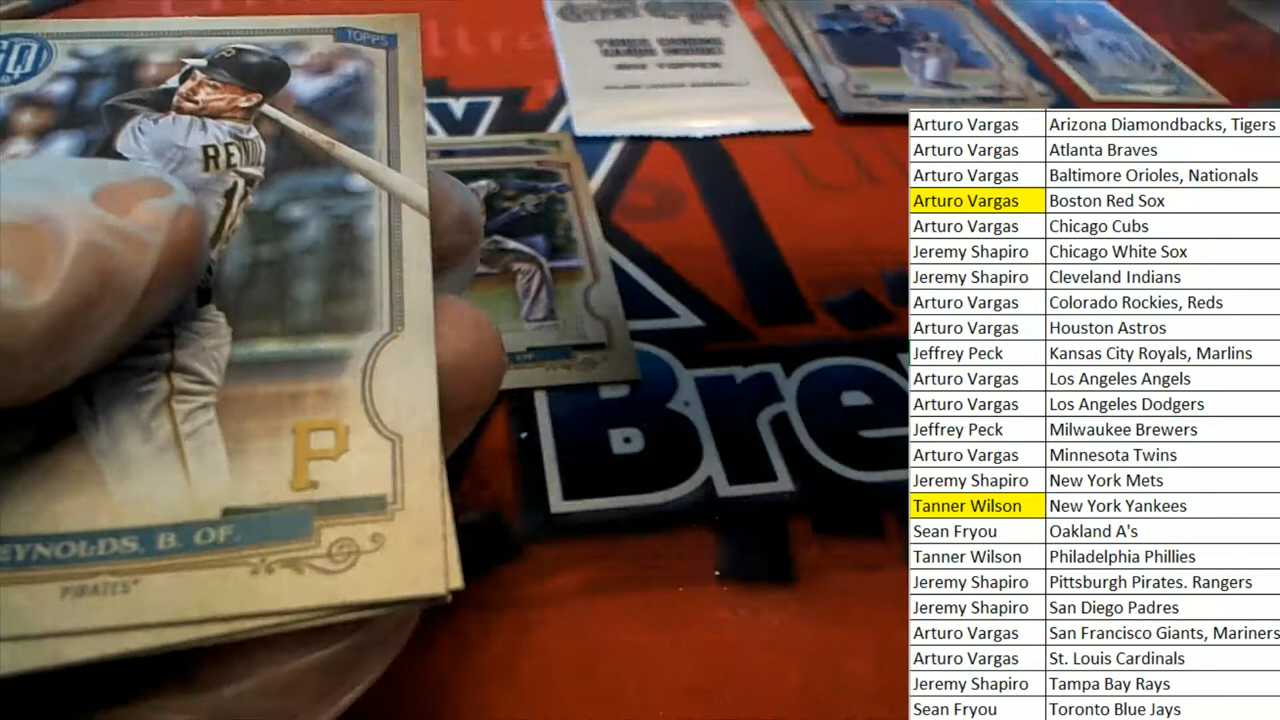 GQ
TOPPS
P
REYNOLDS, B. OF.
PIRATES
Bre
Arturo Vargas Arizona Diamondbacks, Tigers
Arturo Vargas Atlanta Braves
Arturo Vargas Baltimore Orioles, Nationals
Arturo Vargas Boston Red Sox
Arturo Vargas Chicago Cubs
Jeremy Shapiro Chicago White Sox
Jeremy Shapiro Cleveland Indians
Arturo Vargas Colorado Rockies, Reds
Arturo Vargas Houston Astros
Jeffrey Peck Kansas City Royals, Marlins
Arturo Vargas Los Angeles Angels
Arturo Vargas Los Angeles Dodgers
Jeffrey Peck Milwaukee Brewers
Arturo Vargas Minnesota Twins
Jeremy Shapiro New York Mets
Tanner Wilson New York Yankees
Sean Fryou Oakland A's
Tanner Wilson Philadelphia Phillies
Jeremy Shapiro Pittsburgh Pirates. Rangers
Jeremy Shapiro San Diego Padres
Arturo Vargas San Francisco Giants, Mariners
Arturo Vargas St. Louis Cardinals
Jeremy Shapiro Tampa Bay Rays
Sean Fryou Toronto Blue Jays